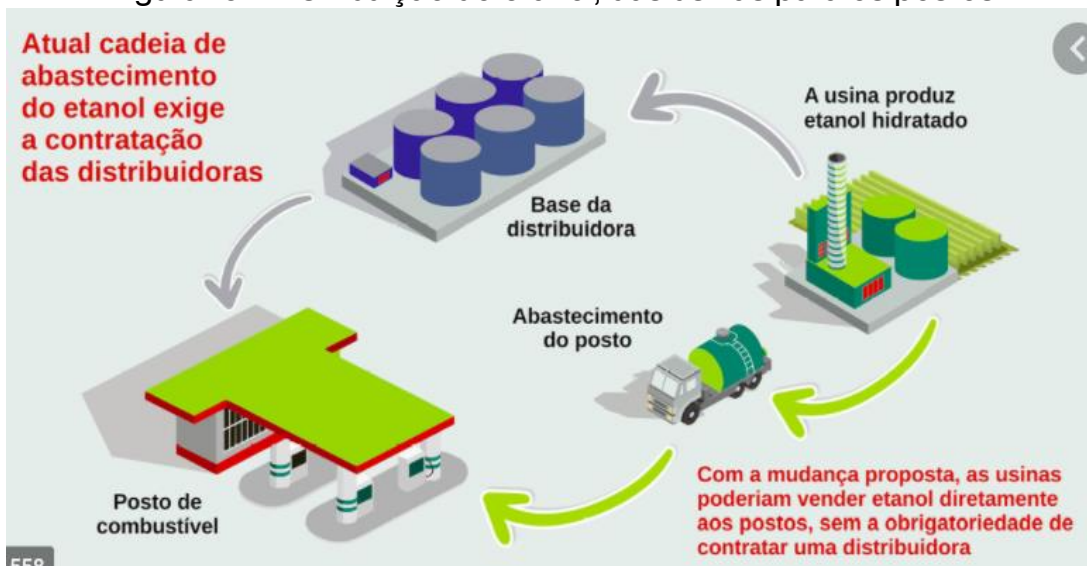 Atual cadeia de
abastecimento
do etanol exige
a contratação
das distribuidoras
A usina produz
etanol hidratado
Base da
distribuidora
Abastecimento
do posto
Posto de
combustível
Com a mudança proposta, as usinas
poderiam vender etanol diretamente
aos postos, sem a obrigatoriedade de
contratar uma distribuidora